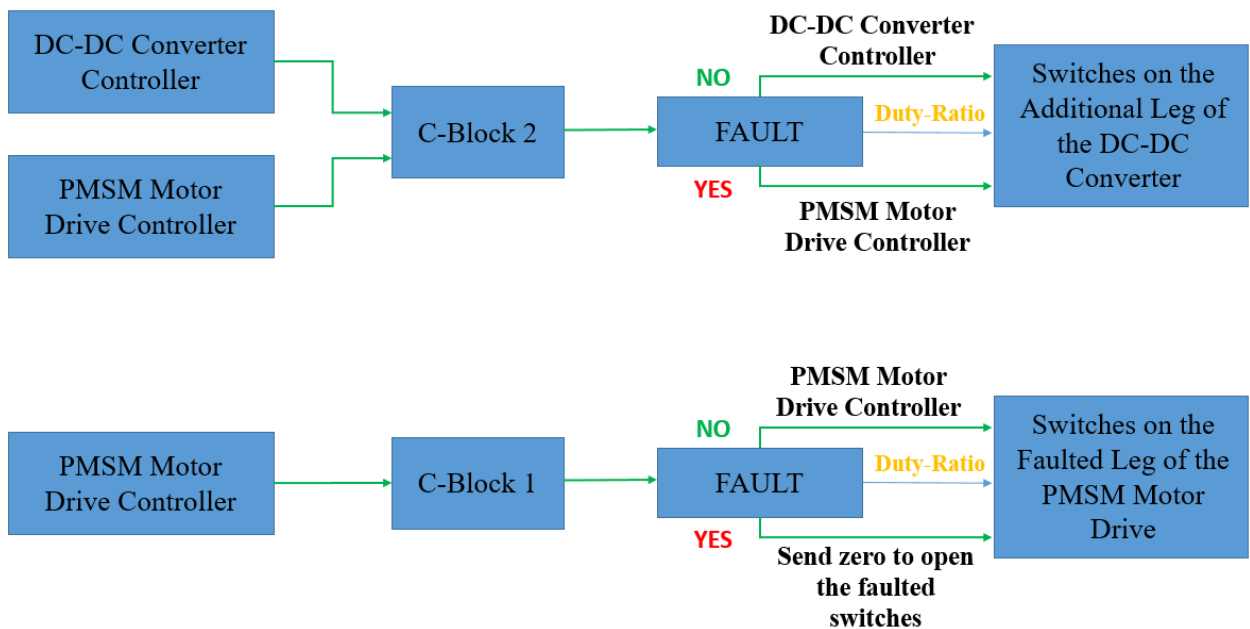 DC-DC Converter
Controller
PMSM Motor
Drive Controller
C-Block 2
NO
FAULT
YES
DC-DC Converter
Controller
Duty-Ratio
PMSM Motor
Drive Controller
Switches on the
Additional Leg of
the DC-DC
Converter
PMSM Motor
Drive Controller
C-Block 1
NO
FAULT
YES
PMSM Motor
Drive Controller
Duty-Ratio
Send zero to open
the faulted
switches
Switches on the
Faulted Leg of the
PMSM Motor
Drive